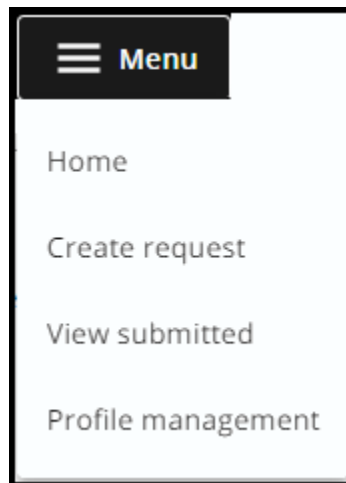 Menu
Home
Create request
View submitted
Profile management